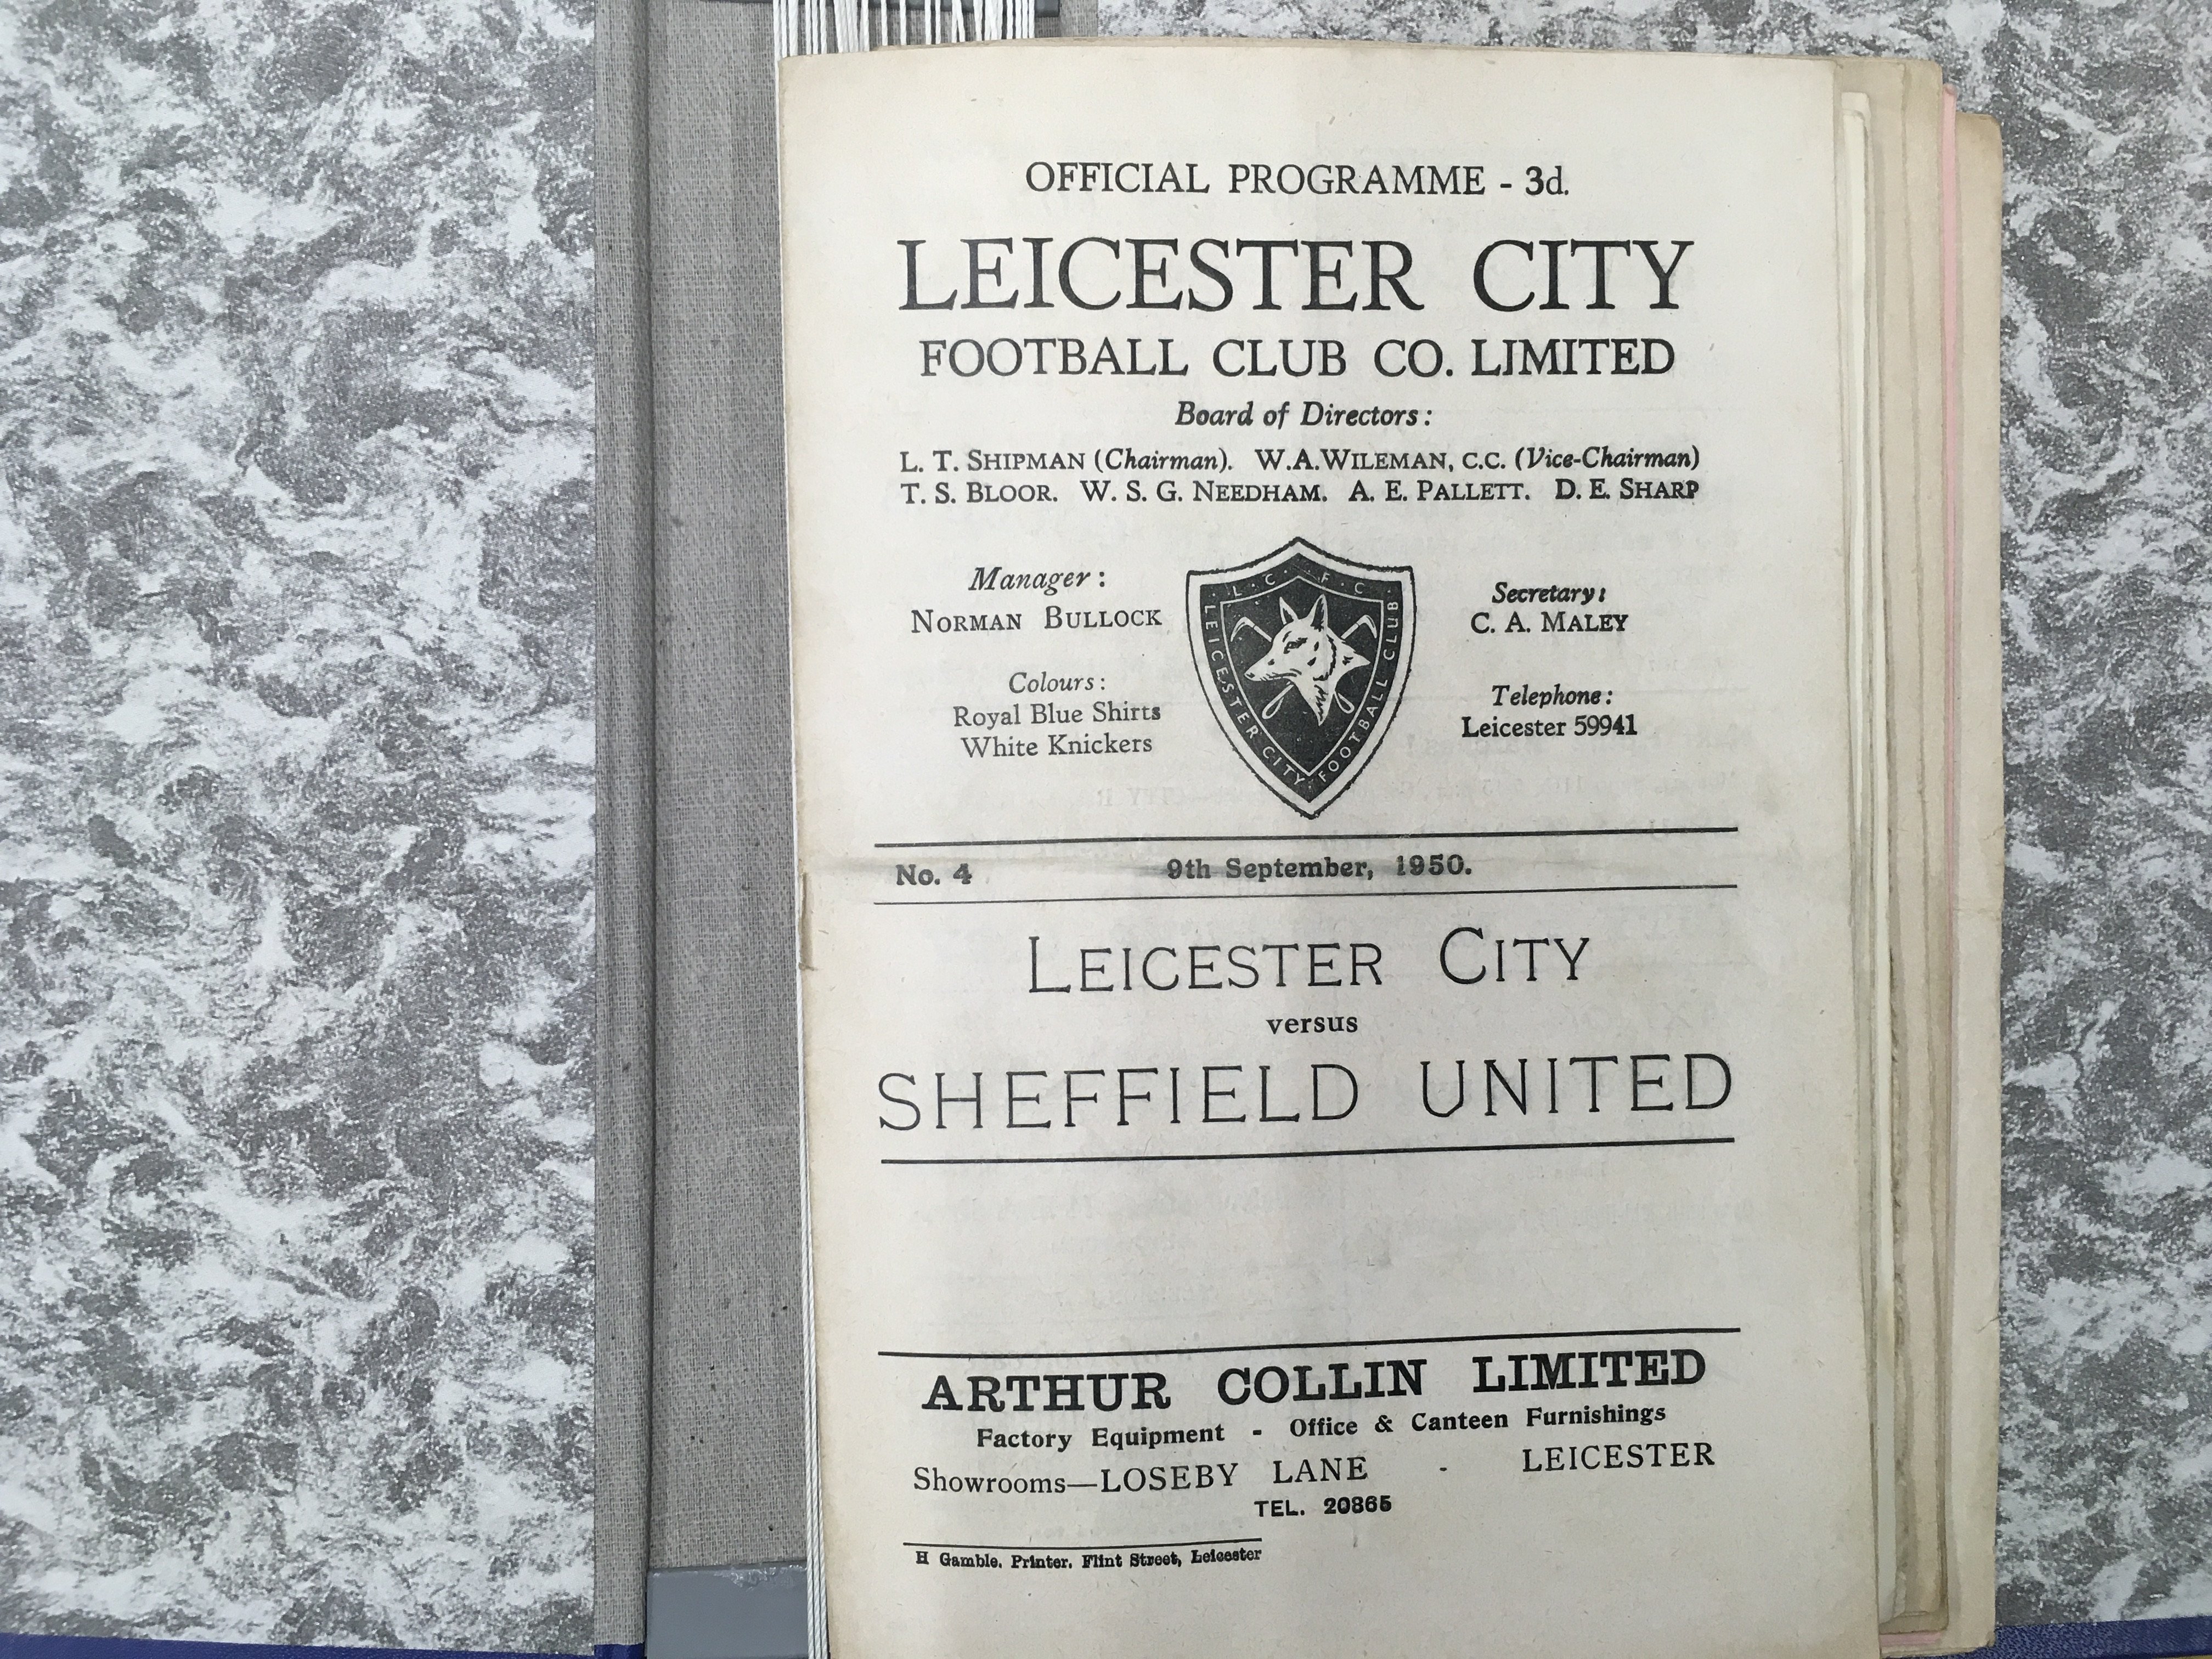 OFFICIAL PROGRAMME - 3d.
LEICESTER CITY
FOOTBALL CLUB CO. LIMITED
Board of Directors:
L. T. SHIPMAN (Chairman). W.A.WILEMAN, C.C. (Vice-Chairman)
T. S. BLOOR. W. S. G. NEEDHAM. A. E. PALLETT. D. E. SHARP
Manager:
NORMAN BULLOCK
Colours:
Royal Blue Shirts
White Knickers
L. C. F. C.
LEICESTER CITY FOOTBALL CLUB
Secretary:
C. A. MALEY
Telephone:
Leicester 59941
No. 4 9th September, 1950.
LEICESTER CITY
versus
SHEFFIELD UNITED
ARTHUR COLLIN LIMITED
Factory Equipment - Office & Canteen Furnishings
Showrooms—LOSEBY LANE - LEICESTER
TEL. 20865
H Gamble. Printer. Flint Street, Leicester